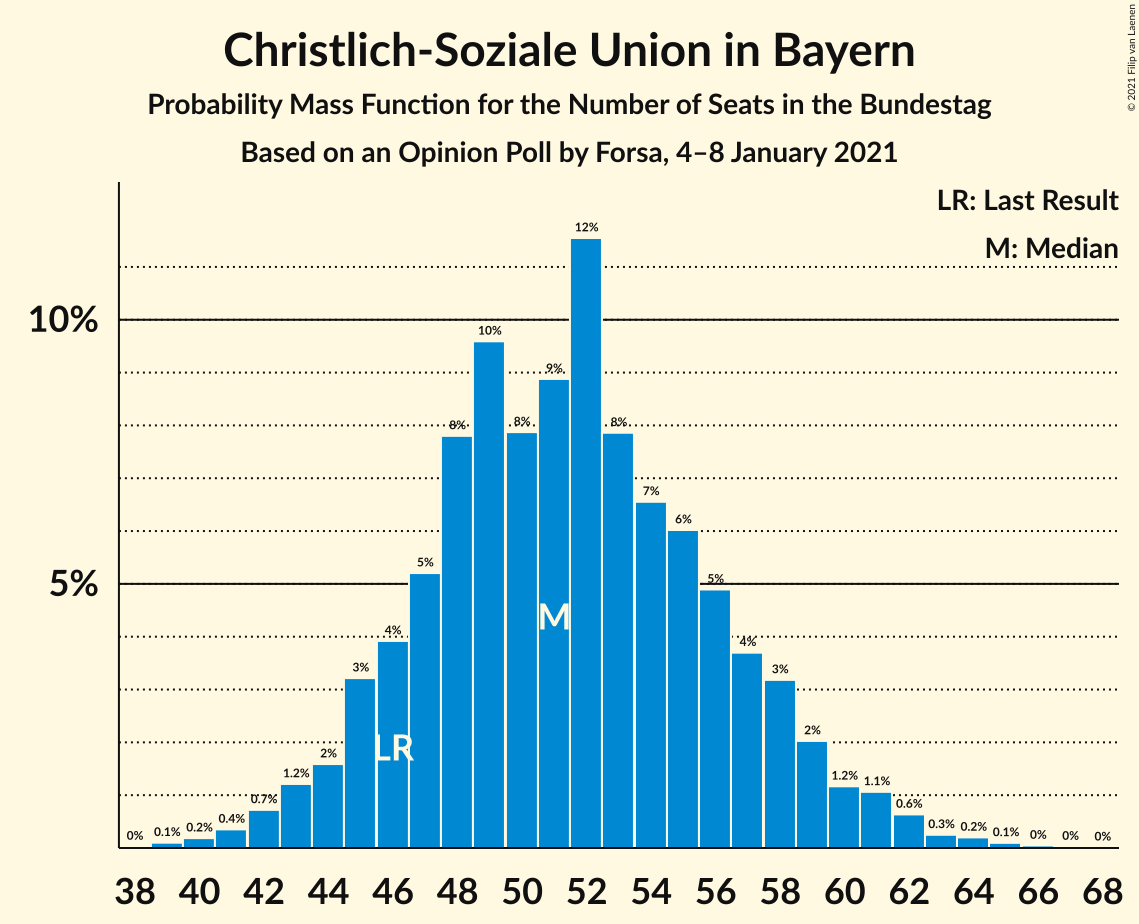 Christlich-Soziale Union in Bayern
Probability Mass Function for the Number of Seats in the Bundestag
Based on an Opinion Poll by Forsa, 4–8 January 2021
© 2021 Filip van Laenen
LR: Last Result
M: Median
10%
5%
0% 0.1% 0.2% 0.4% 0.7% 1.2% 2% 3% 4% 5% 8% 10% 8% 9% 12% 8% 7% 6% 5% 4% 3% 2% 1.2% 1.1% 0.6% 0.3% 0.2% 0.1% 0% 0% 0%
M
LR
38 40 42 44 46 48 50 52 54 56 58 60 62 64 66 68